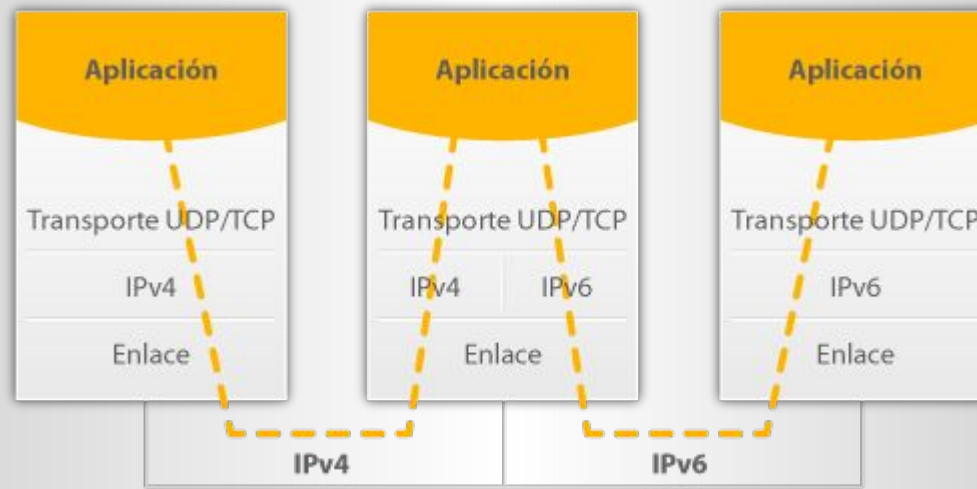 Aplicación
Transporte UDP/TCP
IPv4
Enlace
Aplicación
Transporte UDP/TCP
IPv4 IPv6
Enlace
Aplicación
Transporte UDP/TCP
IPv6
Enlace
IPv4
IPv6